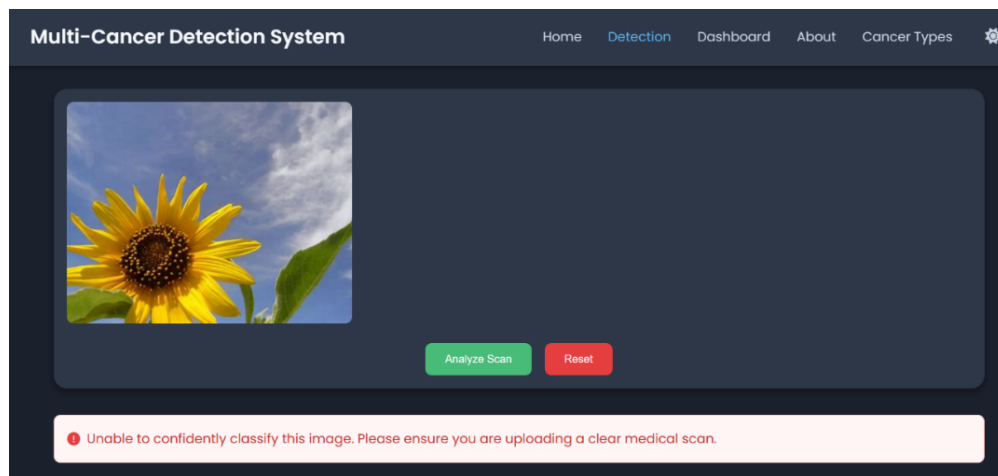 Multi-Cancer Detection System
Home Detection Dashboard About Cancer Types
Analyze Scan Reset
Unable to confidently classify this image. Please ensure you are uploading a clear medical scan.